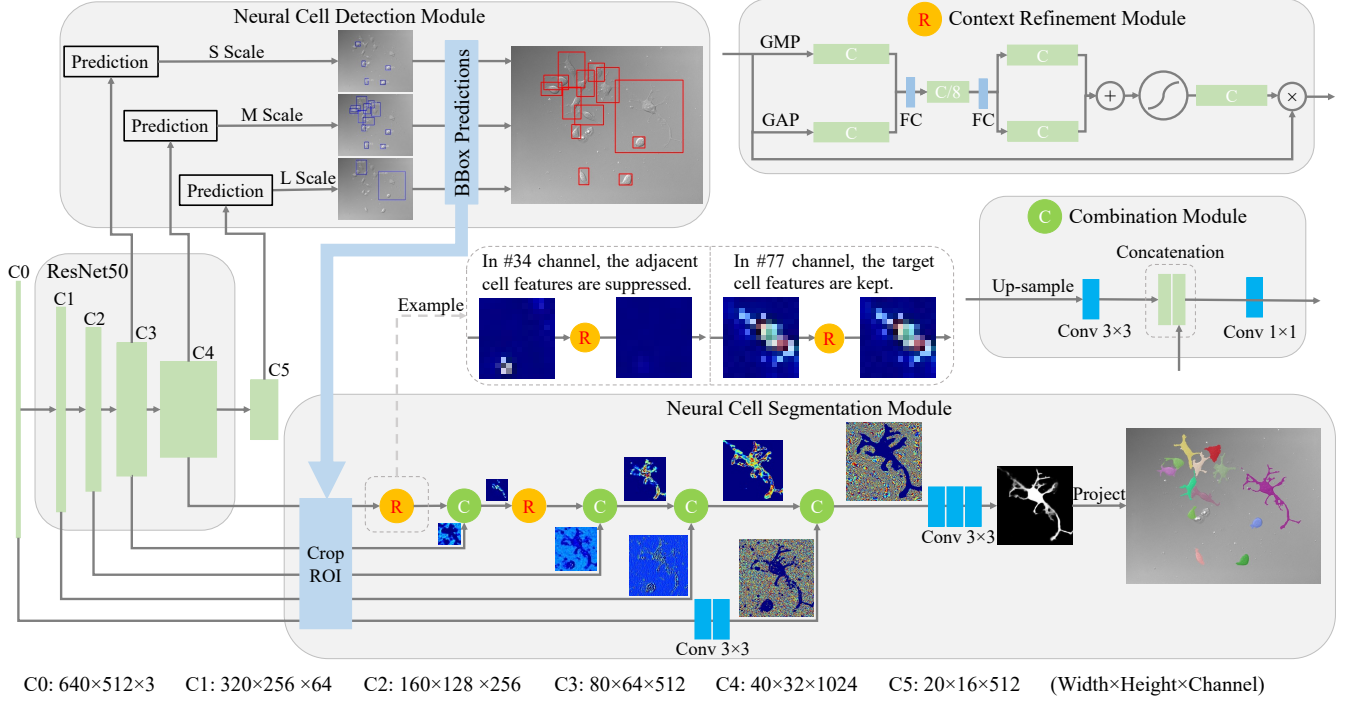 Neural Cell Detection Module
Prediction
S Scale
Prediction
M Scale
Prediction
L Scale
BBox Predictions
R Context Refinement Module
GMP
C
C
GAP
C
C
FC
C/8
FC
+
C
×
C Combination Module
Up-sample
Conv 3×3
Concatenation
Conv 1×1
C0
ResNet50
C1
C2
C3
C4
C5
Example
In #34 channel, the adjacent
cell features are suppressed.
R
In #77 channel, the target
cell features are kept.
R
Neural Cell Segmentation Module
Crop
ROI
R
C
R
C
C
C
Conv 3×3
Conv 3×3
Project
C0: 640×512×3 C1: 320×256 ×64 C2: 160×128 ×256 C3: 80×64×512 C4: 40×32×1024 C5: 20×16×512 (Width×Height×Channel)